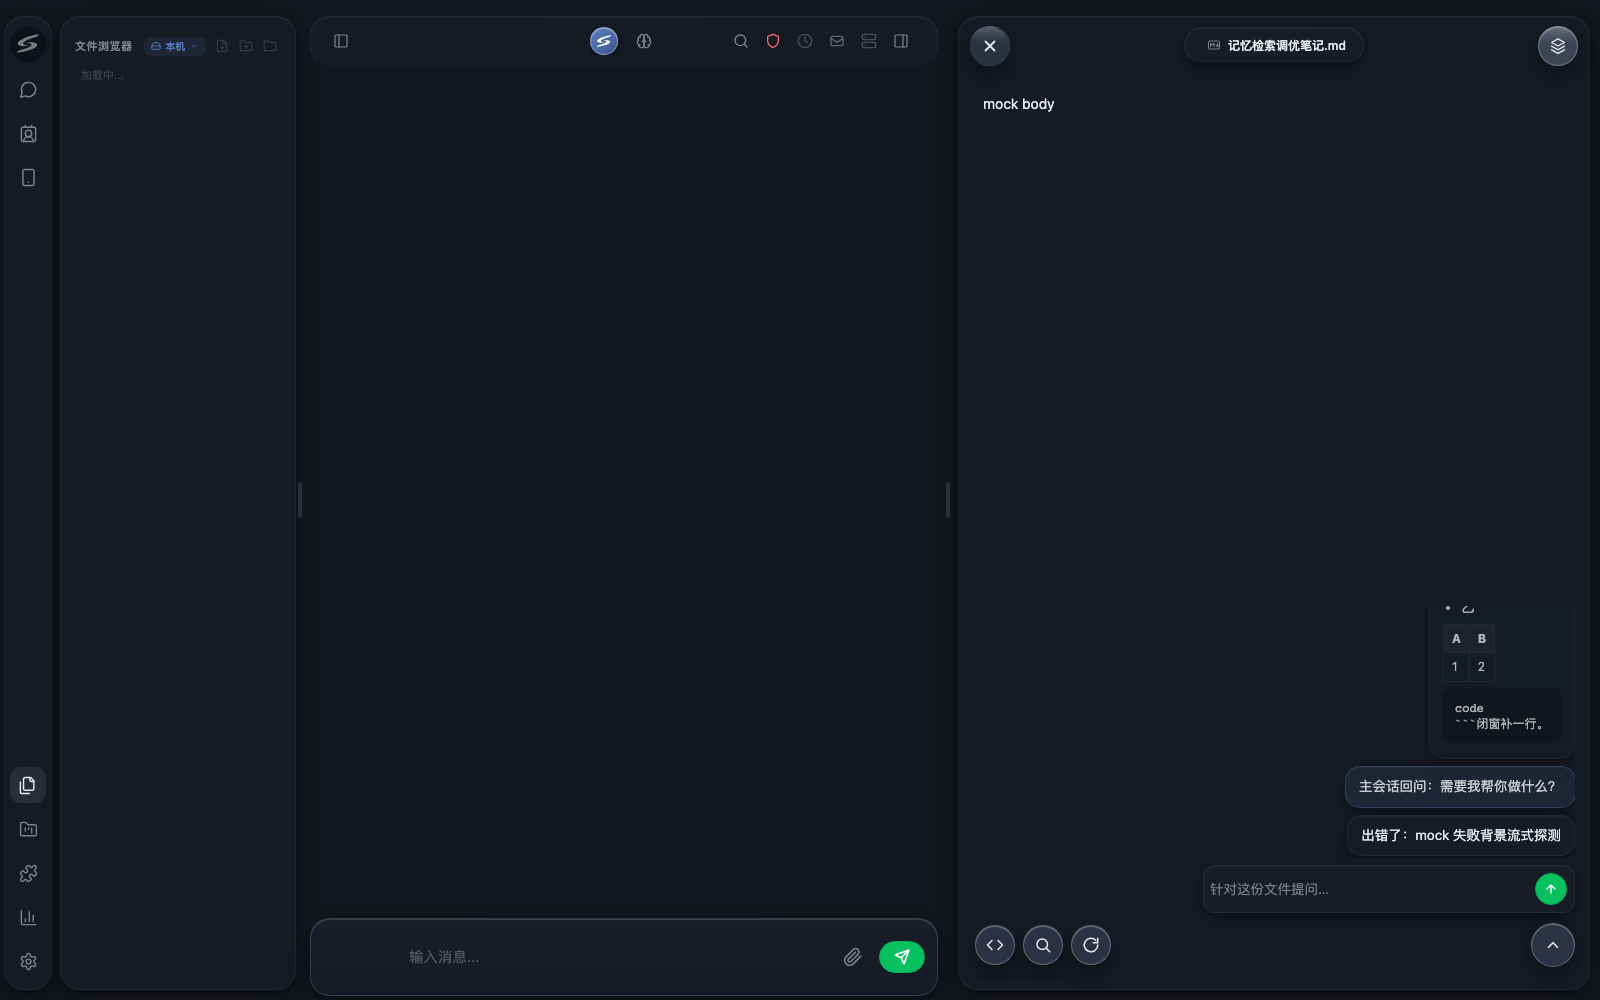 文件浏览器
本机
加载中...
输入消息...
记忆检索调优笔记.md
mock body
• 乙
A B
1 2
code
```闭窗补一行。
主会话回问：需要我帮你做什么？
出错了：mock 失败背景流式探测
针对这份文件提问...